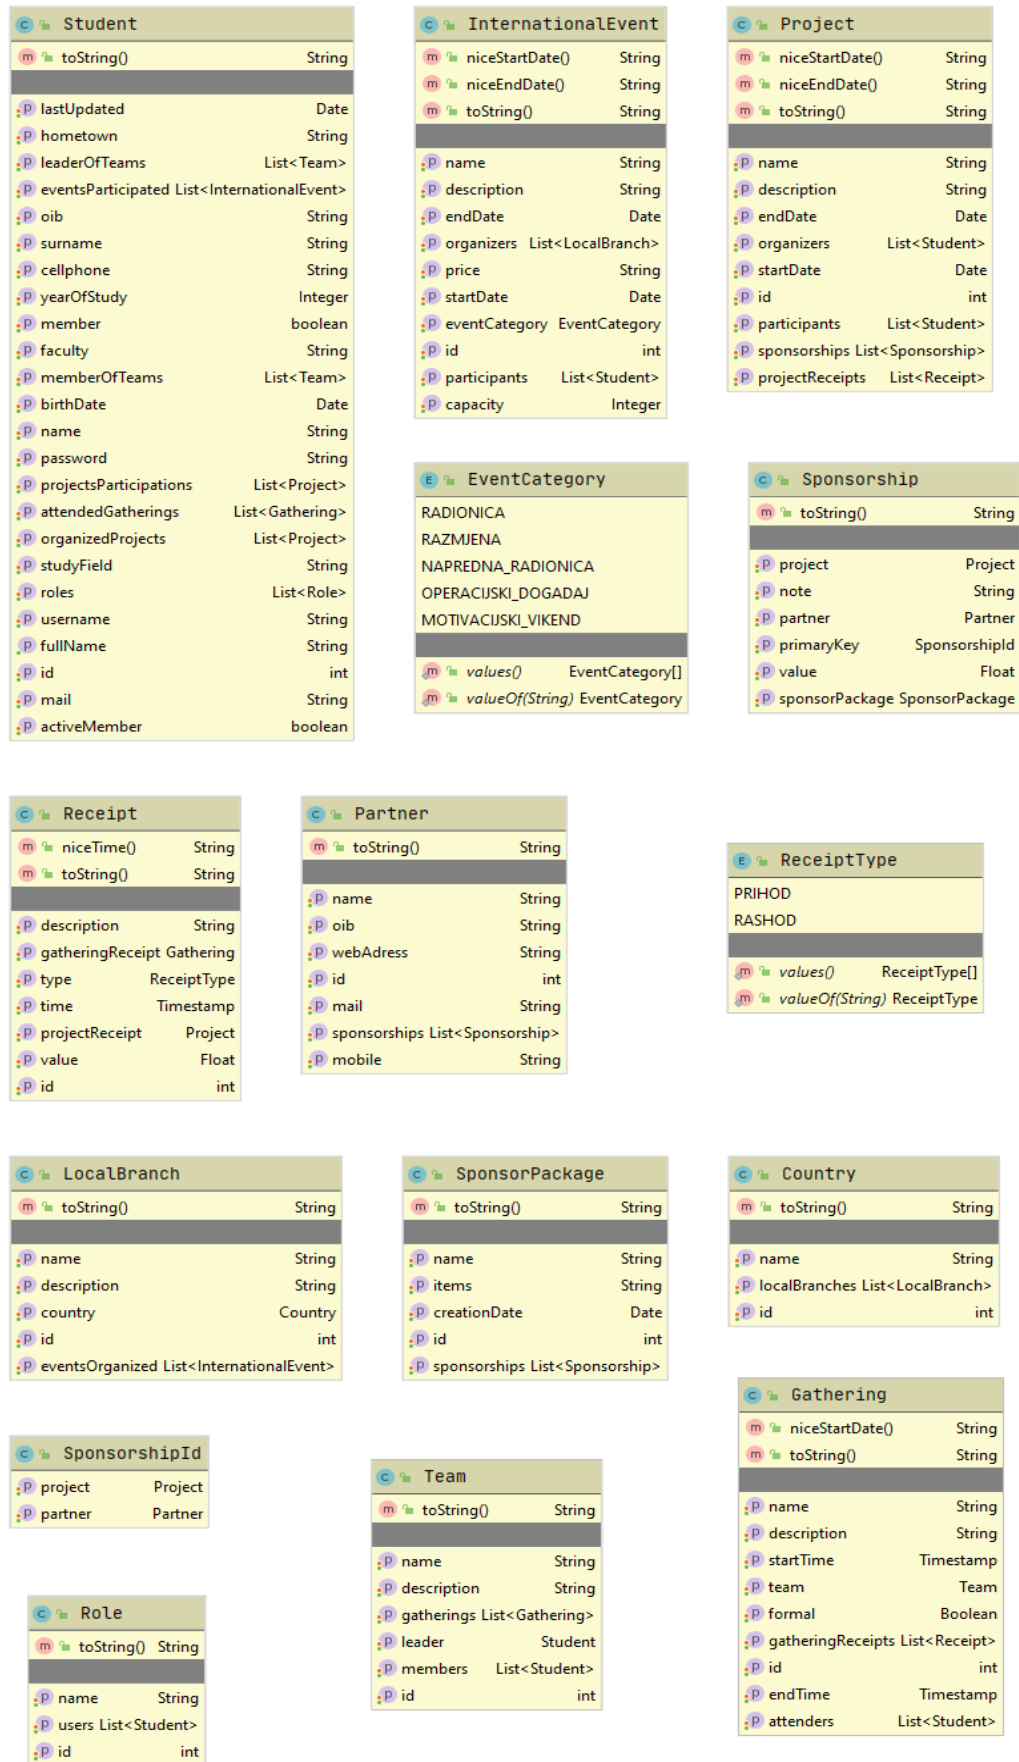 Student
toString() String
lastUpdated Date
hometown String
leaderOfTeams List<Team>
eventsParticipated List<InternationalEvent>
oib String
surname String
cellphone String
yearOfStudy Integer
member boolean
faculty String
memberOfTeams List<Team>
birthDate Date
name String
password String
projectsParticipations List<Project>
attendedGatherings List<Gathering>
organizedProjects List<Project>
studyField String
roles List<Role>
username String
fullName String
id int
mail String
activeMember boolean
InternationalEvent
niceStartDate() String
niceEndDate() String
toString() String
name String
description String
endDate Date
organizers List<LocalBranch>
price String
startDate Date
eventCategory EventCategory
id int
participants List<Student>
capacity Integer
Project
niceStartDate() String
niceEndDate() String
toString() String
name String
description String
endDate Date
organizers List<Student>
startDate Date
id int
participants List<Student>
sponsorships List<Sponsorship>
projectReceipts List<Receipt>
EventCategory
RADIONICA
RAZMJENA
NAPREDNA_RADIONICA
OPERACIJSKI_DOGADAJ
MOTIVACIJSKI_VIKEND
values() EventCategory[]
valueOf(String) EventCategory
Sponsorship
toString() String
project Project
note String
partner Partner
primaryKey SponsorshipId
value Float
sponsorPackage SponsorPackage
Receipt
niceTime() String
toString() String
description String
gatheringReceipt Gathering
type ReceiptType
time Timestamp
projectReceipt Project
value Float
id int
Partner
toString() String
name String
oib String
webAdress String
id int
mail String
sponsorships List<Sponsorship>
mobile String
ReceiptType
PRIHOD
RASHOD
values() ReceiptType[]
valueOf(String) ReceiptType
LocalBranch
toString() String
name String
description String
country Country
id int
eventsOrganized List<InternationalEvent>
SponsorPackage
toString() String
name String
items String
creationDate Date
id int
sponsorships List<Sponsorship>
Country
toString() String
name String
localBranches List<LocalBranch>
id int
SponsorshipId
project Project
partner Partner
Team
toString() String
name String
description String
gatherings List<Gathering>
leader Student
members List<Student>
id int
Gathering
niceStartDate() String
toString() String
name String
description String
startTime Timestamp
team Team
formal Boolean
gatheringReceipts List<Receipt>
id int
endTime Timestamp
attenders List<Student>
Role
toString() String
name String
users List<Student>
id int